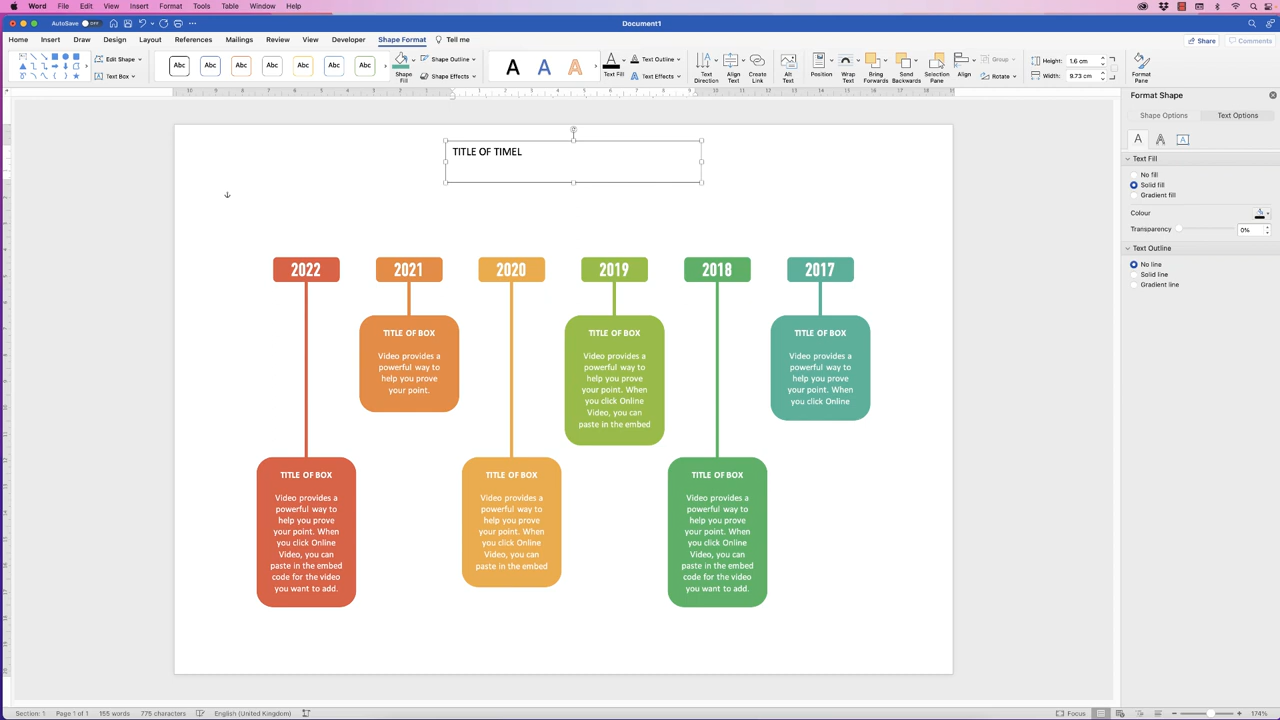 Word File Edit View Insert Format Tools Table Window Help
AutoSave OFF
Document1
Home Insert Draw Design Layout References Mailings Review View Developer Shape Format Tell me
Share Comments
Edit Shape
Text Box
Abc Abc Abc Abc Abc Abc Abc
Shape Fill
Shape Outline
Shape Effects
A A A
Text Fill
Text Outline
Text Effects
Text Direction
Align Text
Create Link
Alt Text
Position
Wrap Text
Bring Forwards
Send Backwards
Selection Pane
Align
Group
Rotate
Height: 1.6 cm
Width: 9.73 cm
Format Pane
Format Shape
Shape Options Text Options
Text Fill
No fill
Solid fill
Gradient fill
Colour
Transparency 0%
Text Outline
No line
Solid line
Gradient line
TITLE OF TIMEL
2022 2021 2020 2019 2018 2017
TITLE OF BOX
Video provides a
powerful way to
help you prove
your point.
TITLE OF BOX
Video provides a
powerful way to
help you prove
your point. When
you click Online
Video, you can
paste in the embed
TITLE OF BOX
Video provides a
powerful way to
help you prove
your point. When
you click Online
TITLE OF BOX
Video provides a
powerful way to
help you prove
your point. When
you click Online
Video, you can
paste in the embed
code for the video
you want to add.
TITLE OF BOX
Video provides a
powerful way to
help you prove
your point. When
you click Online
Video, you can
paste in the embed
TITLE OF BOX
Video provides a
powerful way to
help you prove
your point. When
you click Online
Video, you can
paste in the embed
code for the video
you want to add.
Section: 1 Page 1 of 1 155 words 775 characters English (United Kingdom) Focus 174%